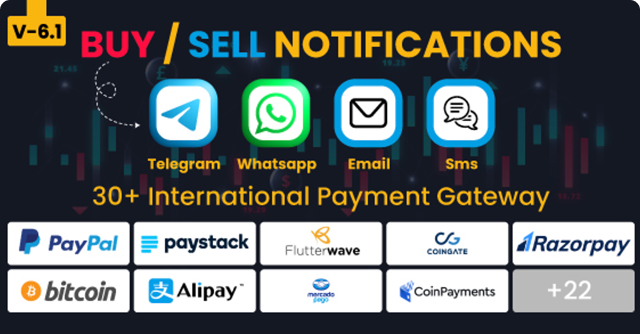 V-6.1
BUY / SELL NOTIFICATIONS
Telegram Whatsapp Email Sms
30+ International Payment Gateway
PayPal paystack Flutterwave COINGATE Razorpay
bitcoin Alipay mercado pago CoinPayments +22